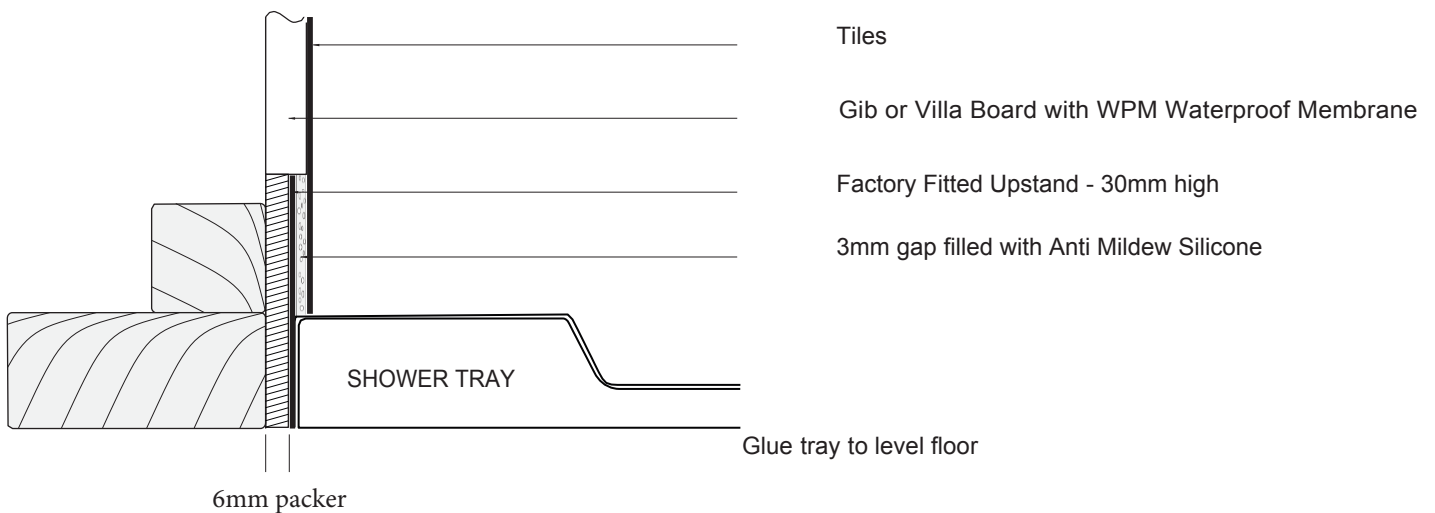 Tiles
Gib or Villa Board with WPM Waterproof Membrane
Factory Fitted Upstand - 30mm high
3mm gap filled with Anti Mildew Silicone
SHOWER TRAY
Glue tray to level floor
6mm packer